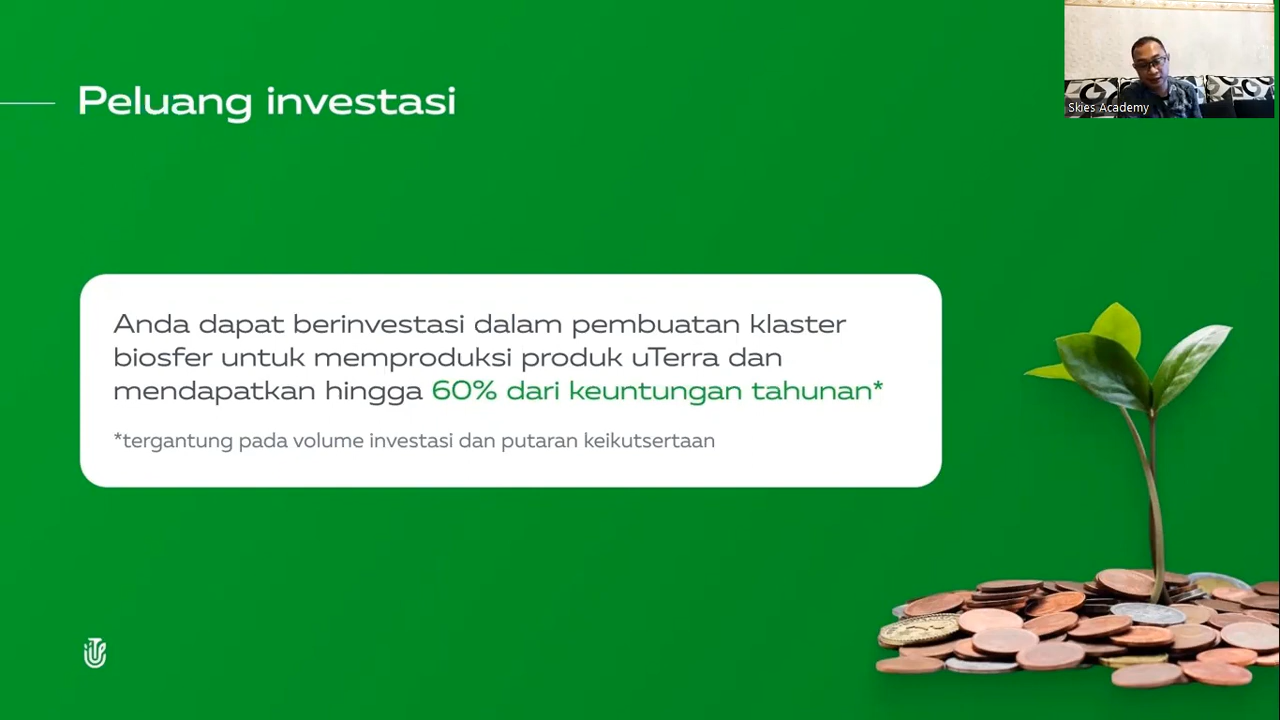 Peluang investasi
Skies Academy
Anda dapat berinvestasi dalam pembuatan klaster
biosfer untuk memproduksi produk uTerra dan
mendapatkan hingga 60% dari keuntungan tahunan*
*tergantung pada volume investasi dan putaran keikutsertaan